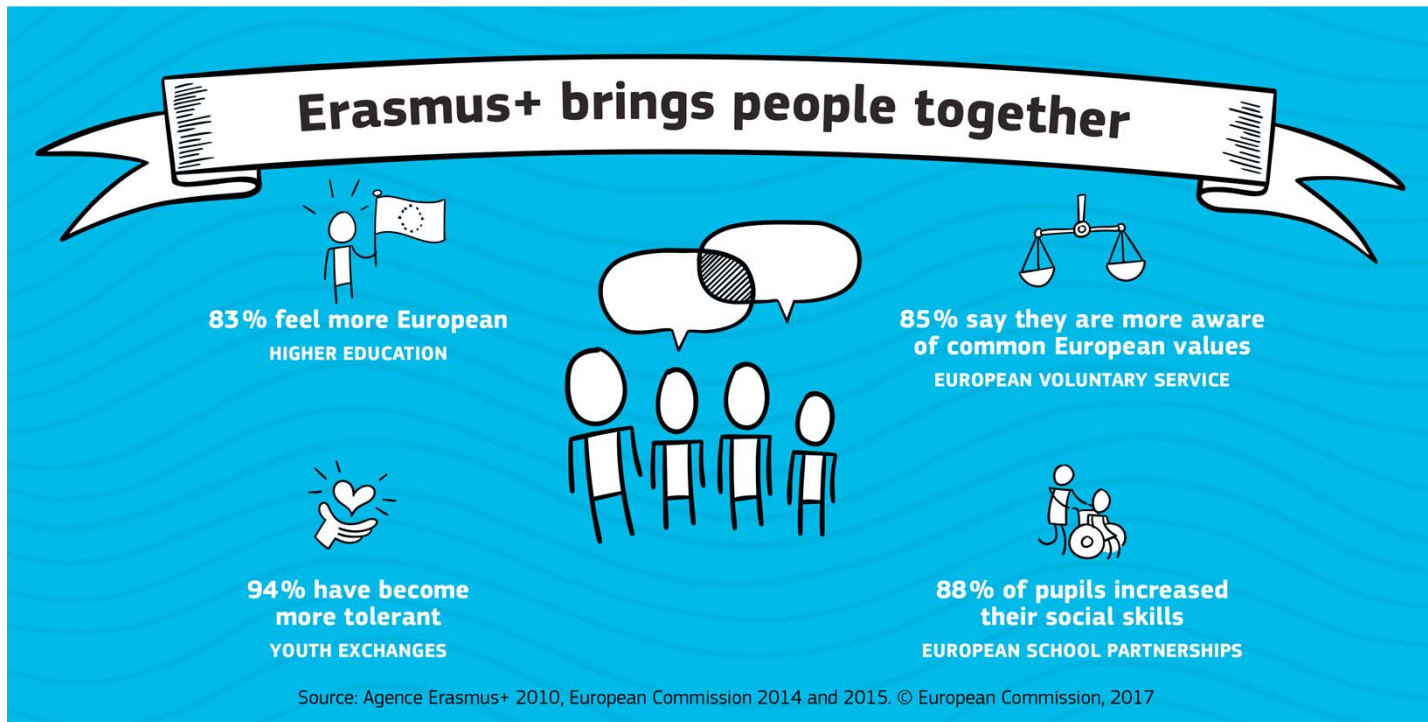 Erasmus+ brings people together
83% feel more European
HIGHER EDUCATION
85% say they are more aware
of common European values
EUROPEAN VOLUNTARY SERVICE
94% have become
more tolerant
YOUTH EXCHANGES
88% of pupils increased
their social skills
EUROPEAN SCHOOL PARTNERSHIPS
Source: Agence Erasmus+ 2010, European Commission 2014 and 2015. © European Commission, 2017